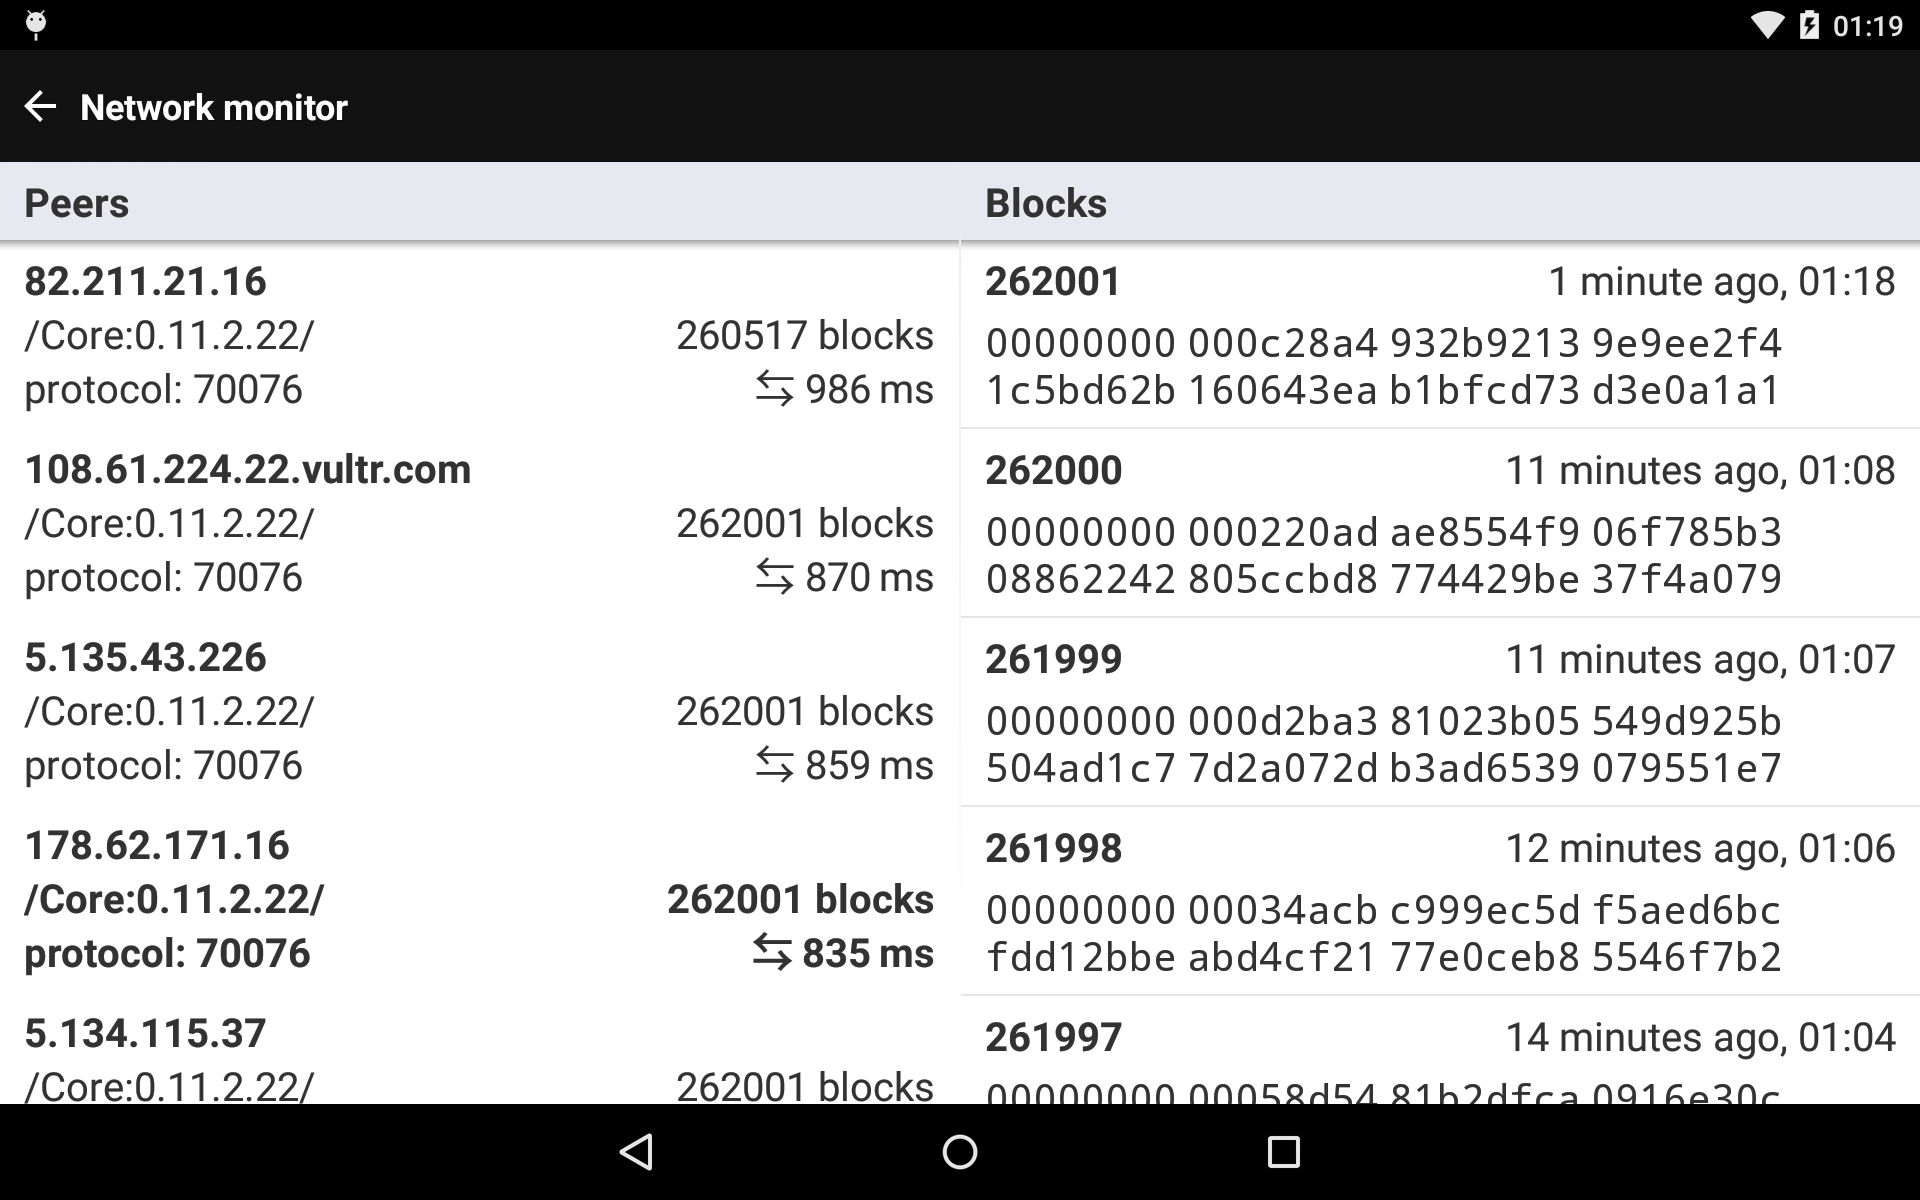 01:19
Network monitor
Peers
82.211.21.16
/Core:0.11.2.22/ 260517 blocks
protocol: 70076 ⇆ 986 ms
108.61.224.22.vultr.com
/Core:0.11.2.22/ 262001 blocks
protocol: 70076 ⇆ 870 ms
5.135.43.226
/Core:0.11.2.22/ 262001 blocks
protocol: 70076 ⇆ 859 ms
178.62.171.16
/Core:0.11.2.22/ 262001 blocks
protocol: 70076 ⇆ 835 ms
5.134.115.37
/Core:0.11.2.22/ 262001 blocks
Blocks
262001 1 minute ago, 01:18
00000000 000c28a4 932b9213 9e9ee2f4
1c5bd62b 160643ea b1bfcd73 d3e0a1a1
262000 11 minutes ago, 01:08
00000000 000220ad ae8554f9 06f785b3
08862242 805ccbd8 774429be 37f4a079
261999 11 minutes ago, 01:07
00000000 000d2ba3 81023b05 549d925b
504ad1c7 7d2a072d b3ad6539 079551e7
261998 12 minutes ago, 01:06
00000000 00034acb c999ec5d f5aed6bc
fdd12bbe abd4cf21 77e0ceb8 5546f7b2
261997 14 minutes ago, 01:04
00000000 00058d54 81b2dfca 0916e30c